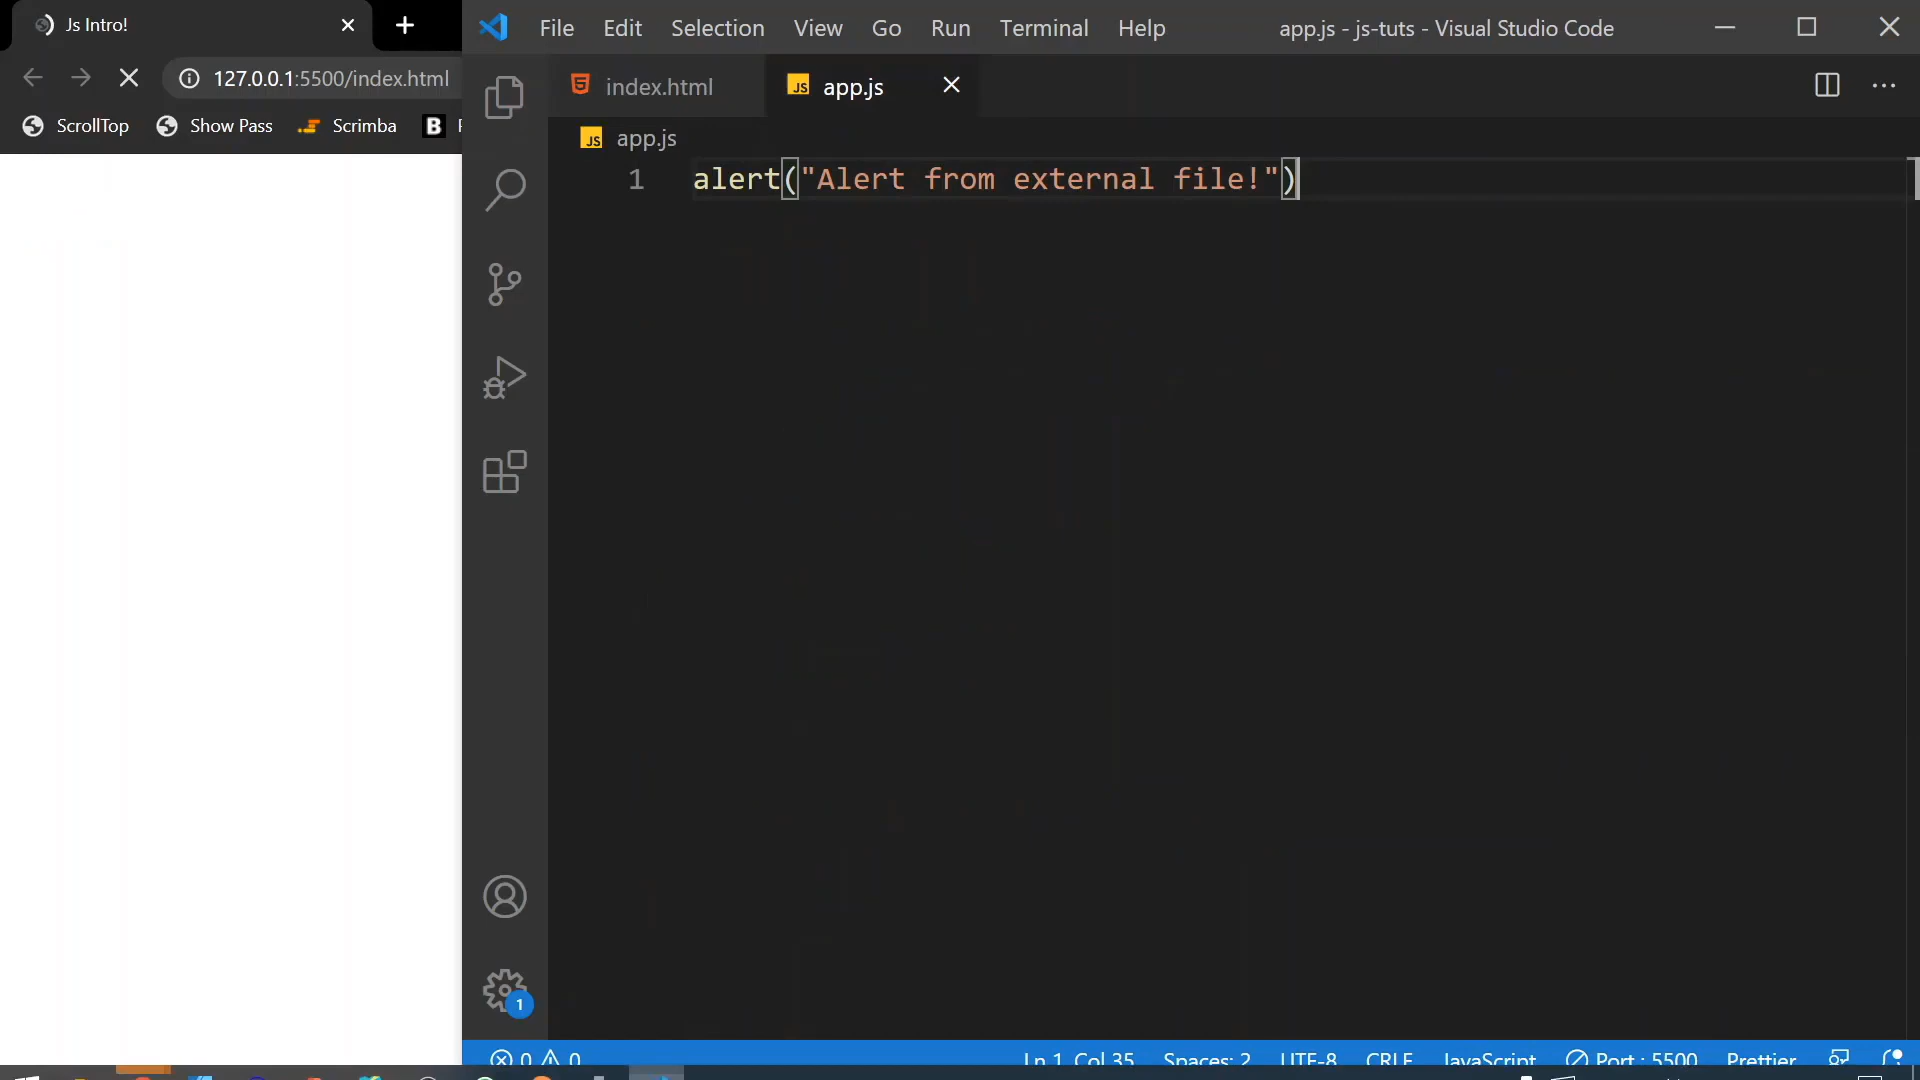 Js Intro!
127.0.0.1:5500/index.html
ScrollTop Show Pass Scrimba B
File Edit Selection View Go Run Terminal Help
app.js - js-tuts - Visual Studio Code
index.html JS app.js
JS app.js
1 alert("Alert from external file!")
1
0 0 Ln 1, Col 35 Spaces: 2 UTF-8 CRLF JavaScript Port : 5500 Prettier